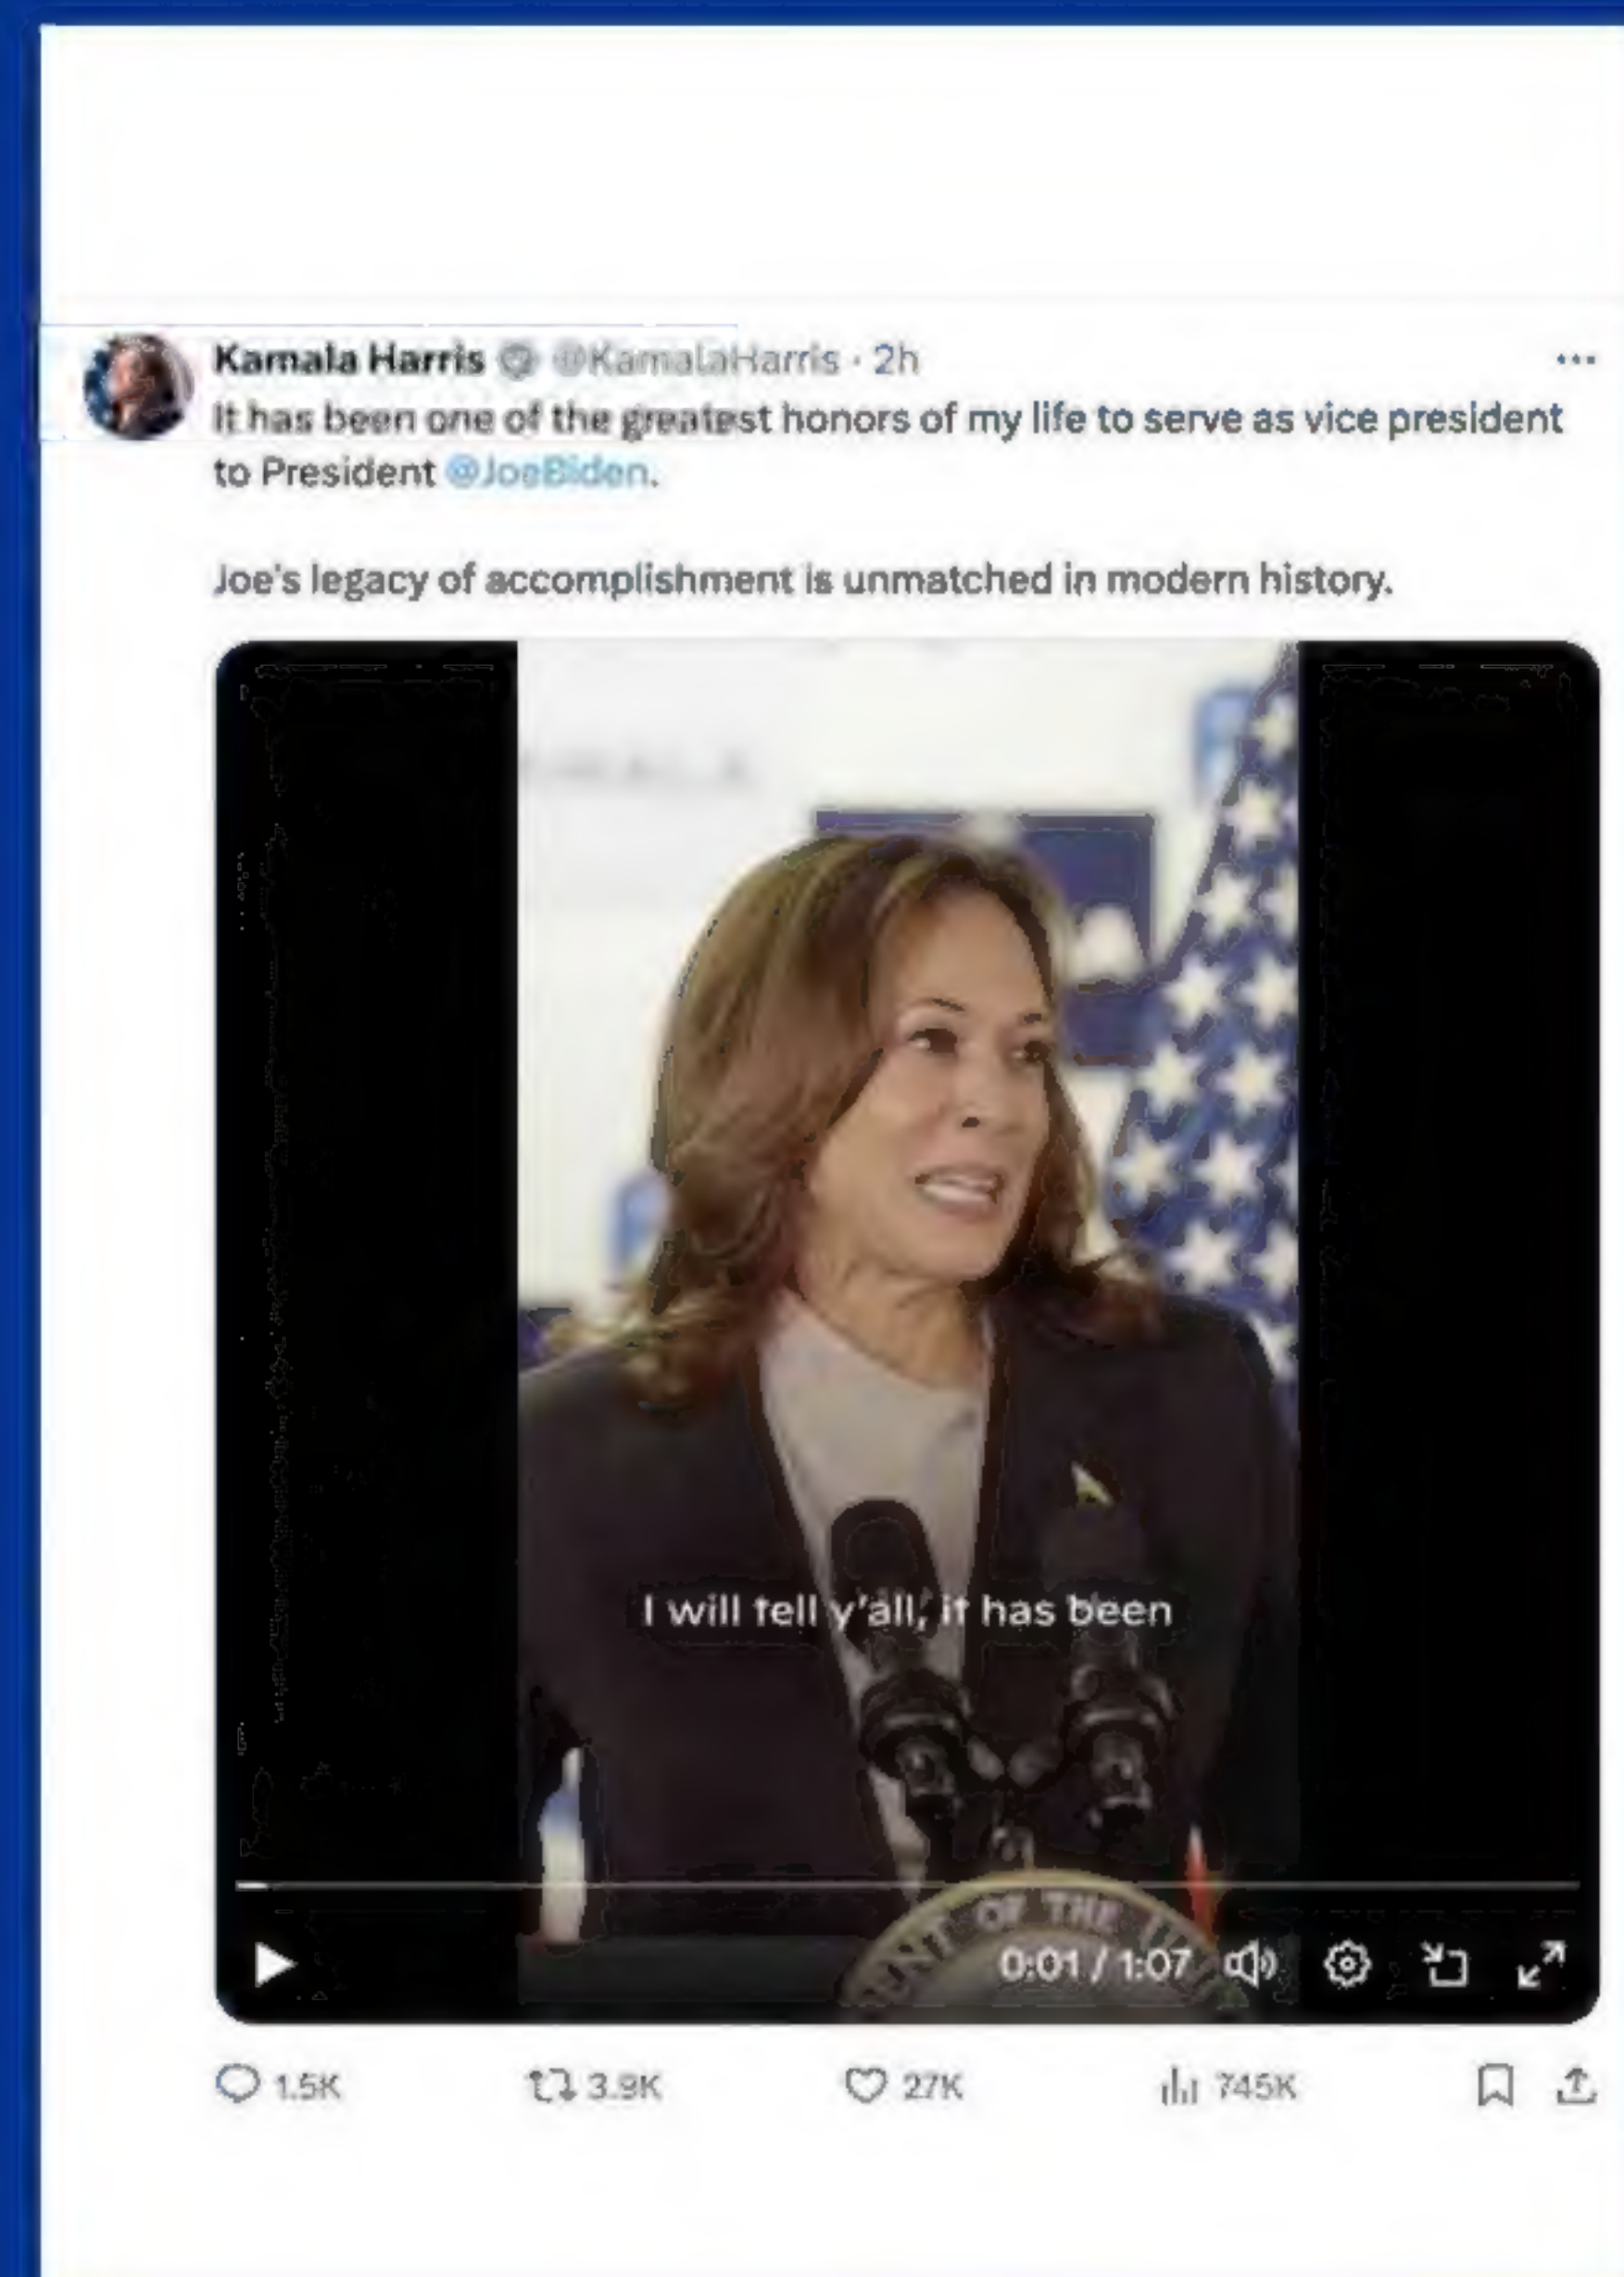 Kamala Harris @KamalaHarris · 2h
It has been one of the greatest honors of my life to serve as vice president
to President @JoeBiden.
Joe's legacy of accomplishment is unmatched in modern history.
I will tell y'all, it has been
OF THE
0:01 / 1:07
1.5K 3.9K 27K 745K